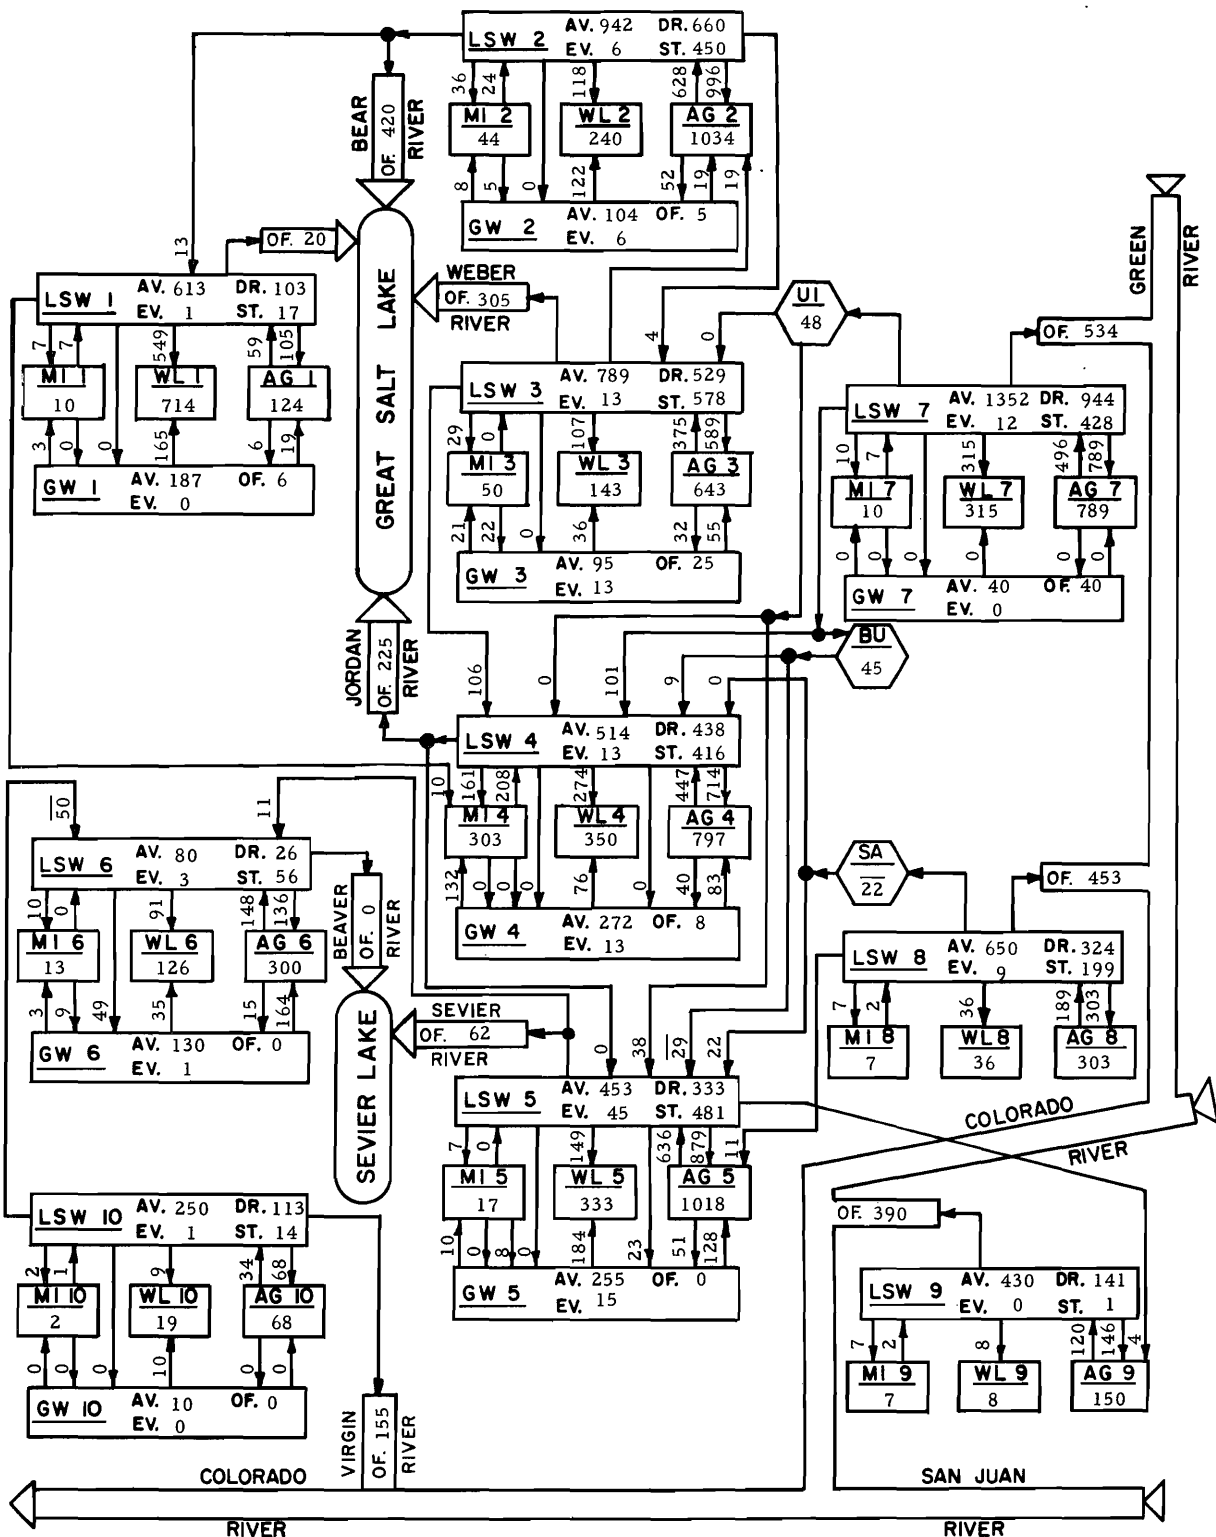 LSW 2 AV. 942 DR. 660
EV. 6 ST. 450
36 24 118 628 996
MI 2 WL 2 AG 2
44 240 1034
8 5 0 122 52 19 19
GW 2 AV. 104 OF. 5
EV. 6
BEAR
OF. 420
RIVER
13
OF. 20
LSW 1 AV. 613 DR. 103
EV. 1 ST. 17
7 7 549 59 105
MI 1 WL 1 AG 1
10 714 124
3 0 0 165 6 19
GW 1 AV. 187 OF. 6
EV. 0
GREAT SALT LAKE
WEBER
OF. 305
RIVER
4 0
UI
48
LSW 3 AV. 789 DR. 529
EV. 13 ST. 578
29 0 107 375 589
MI 3 WL 3 AG 3
50 143 643
21 22 0 36 32 55
GW 3 AV. 95 OF. 25
EV. 13
GREEN
RIVER
OF. 534
LSW 7 AV. 1352 DR. 944
EV. 12 ST. 428
10 7 315 496 789
MI 7 WL 7 AG 7
10 315 789
0 0 0 0 0 0
GW 7 AV. 40 OF. 40
EV. 0
BU
45
JORDAN
OF. 225
RIVER
106 0 101 9 0
LSW 4 AV. 514 DR. 438
EV. 13 ST. 416
10 161 208 274 447 714
MI 4 WL 4 AG 4
303 350 797
132 0 0 0 76 0 40 83
GW 4 AV. 272 OF. 8
EV. 13
50 11
LSW 6 AV. 80 DR. 26
EV. 3 ST. 56
10 0 91 148 136
MI 6 WL 6 AG 6
13 126 300
3 9 49 35 15 164
GW 6 AV. 130 OF. 0
EV. 1
BEAVER
OF. 0
RIVER
SEVIER LAKE
SEVIER
OF. 62
RIVER
SA
22
OF. 453
LSW 8 AV. 650 DR. 324
EV. 9 ST. 199
7 2 36 189 303
MI 8 WL 8 AG 8
7 36 303
0 38 29 22
LSW 5 AV. 453 DR. 333
EV. 45 ST. 481
7 0 149 636 879 11
MI 5 WL 5 AG 5
17 333 1018
10 0 8 0 184 23 51 128
GW 5 AV. 255 OF. 0
EV. 15
COLORADO
RIVER
LSW 10 AV. 250 DR. 113
EV. 1 ST. 14
2 1 9 34 68
MI 10 WL 10 AG 10
2 19 68
0 0 0 10 0 0
GW 10 AV. 10 OF. 0
EV. 0
VIRGIN
OF. 155
RIVER
OF. 390
LSW 9 AV. 430 DR. 141
EV. 0 ST. 1
7 2 8 120 146 4
MI 9 WL 9 AG 9
7 8 150
COLORADO
RIVER
SAN JUAN
RIVER